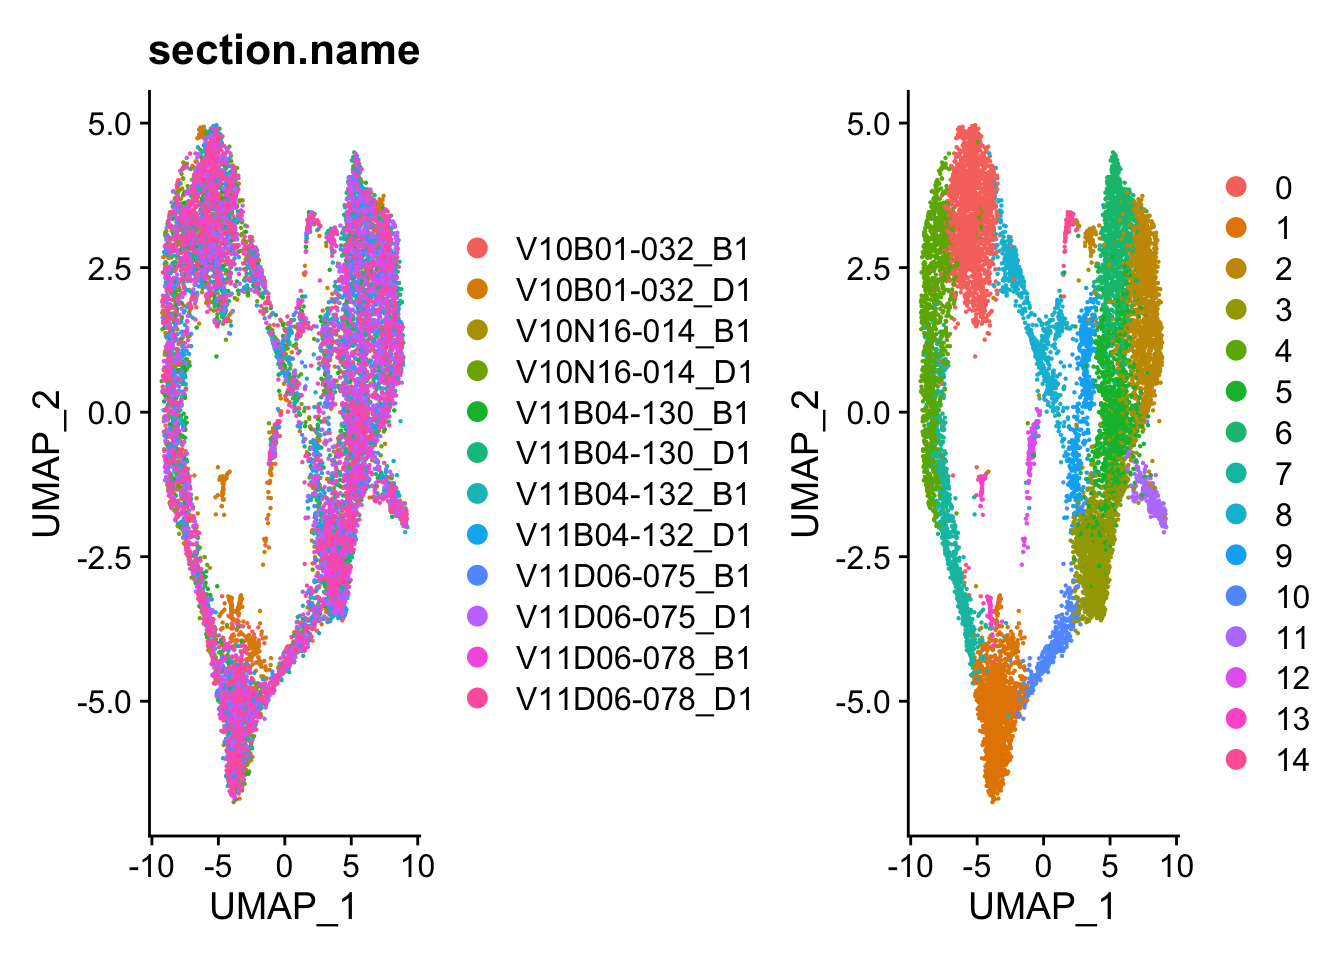 section.name
5.0
2.5
0.0
-2.5
-5.0
UMAP_2
-10 -5 0 5 10
UMAP_1
V10B01-032_B1
V10B01-032_D1
V10N16-014_B1
V10N16-014_D1
V11B04-130_B1
V11B04-130_D1
V11B04-132_B1
V11B04-132_D1
V11D06-075_B1
V11D06-075_D1
V11D06-078_B1
V11D06-078_D1
5.0
2.5
0.0
-2.5
-5.0
UMAP_2
-10 -5 0 5 10
UMAP_1
0
1
2
3
4
5
6
7
8
9
10
11
12
13
14